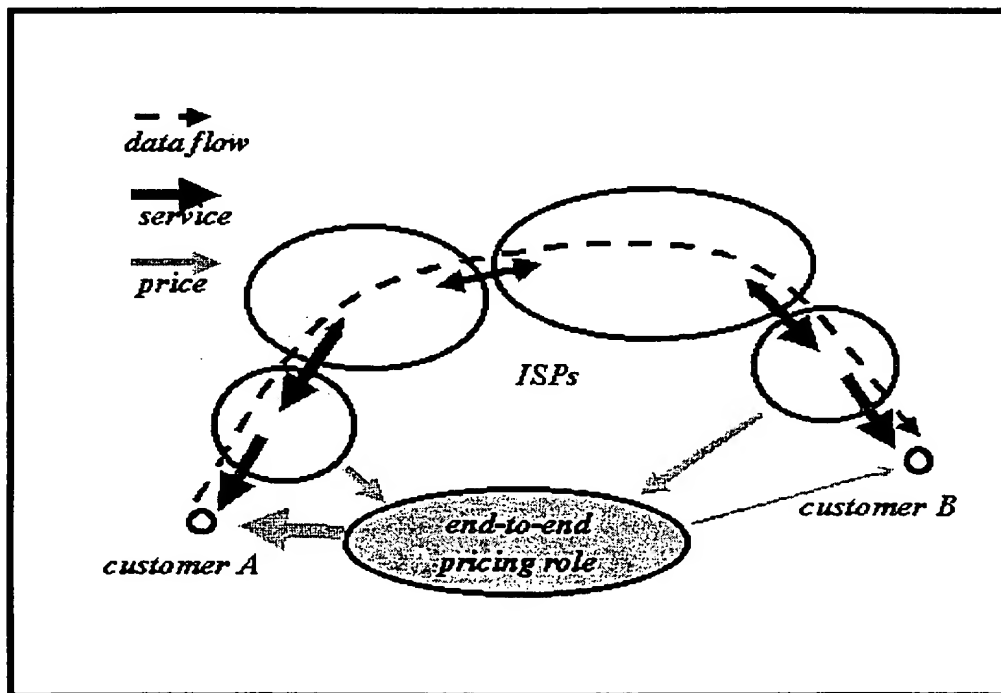 data flow
service
price
ISPs
customer B
end-to-end
pricing role
customer A